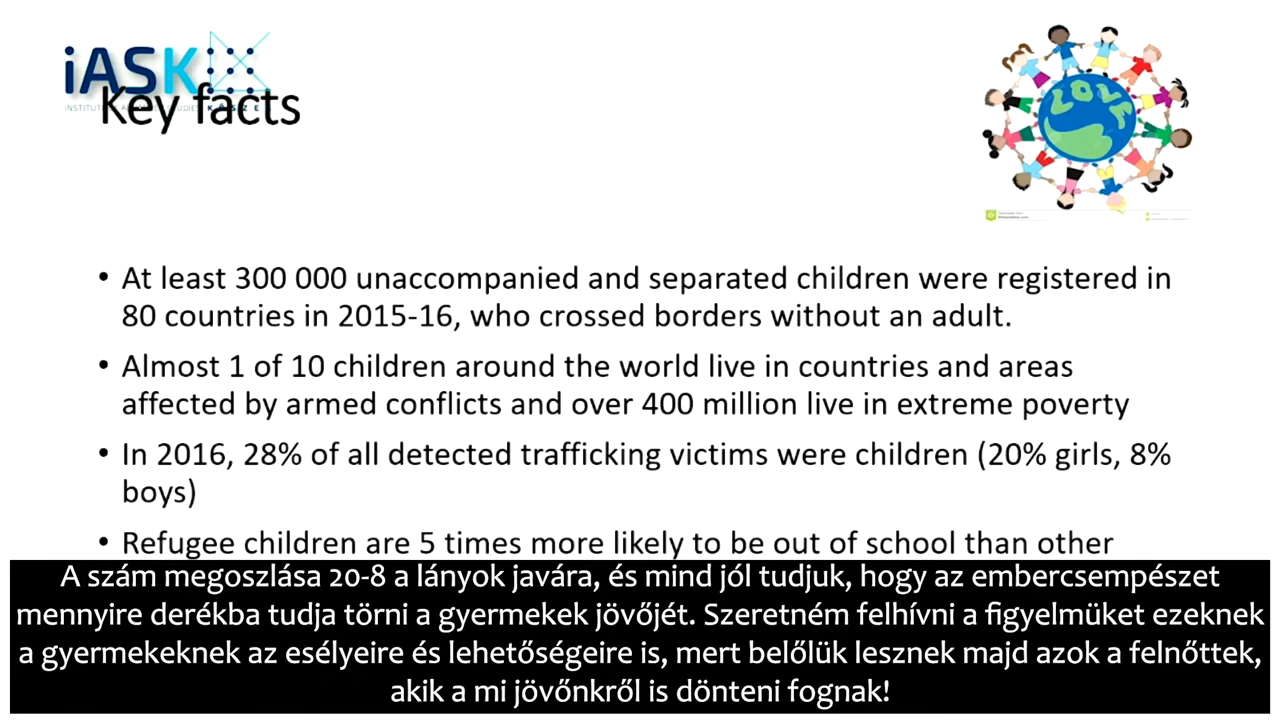 iASK
Key facts
LOVE
• At least 300 000 unaccompanied and separated children were registered in
80 countries in 2015-16, who crossed borders without an adult.
• Almost 1 of 10 children around the world live in countries and areas
affected by armed conflicts and over 400 million live in extreme poverty
• In 2016, 28% of all detected trafficking victims were children (20% girls, 8%
boys)
• Refugee children are 5 times more likely to be out of school than other
A szám megoszlása 20-8 a lányok javára, és mind jól tudjuk, hogy az embercsempészet
mennyire derékba tudja törni a gyermekek jövőjét. Szeretném felhívni a figyelmüket ezeknek
a gyermekeknek az esélyeire és lehetőségeire is, mert belőlük lesznek majd azok a felnőttek,
akik a mi jövőnkről is dönteni fognak!